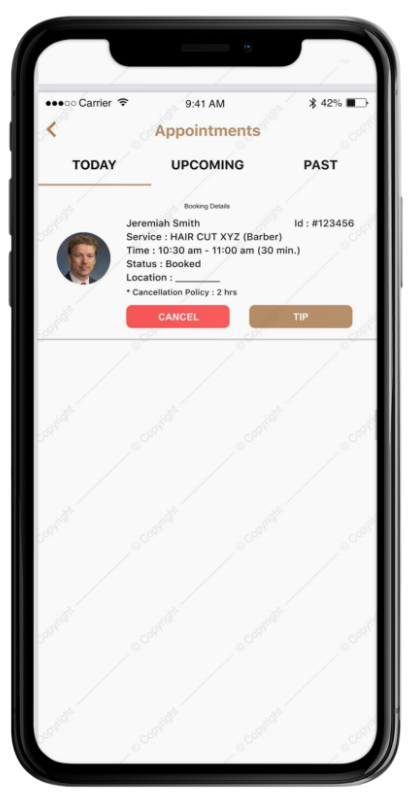 ●●●○○ Carrier 9:41 AM 42%
Appointments
TODAY UPCOMING PAST
Booking Details
Jeremiah Smith Id : #123456
Service : HAIR CUT XYZ (Barber)
Time : 10:30 am - 11:00 am (30 min.)
Status : Booked
Location : ________
* Cancellation Policy : 2 hrs
CANCEL TIP
© Copyright